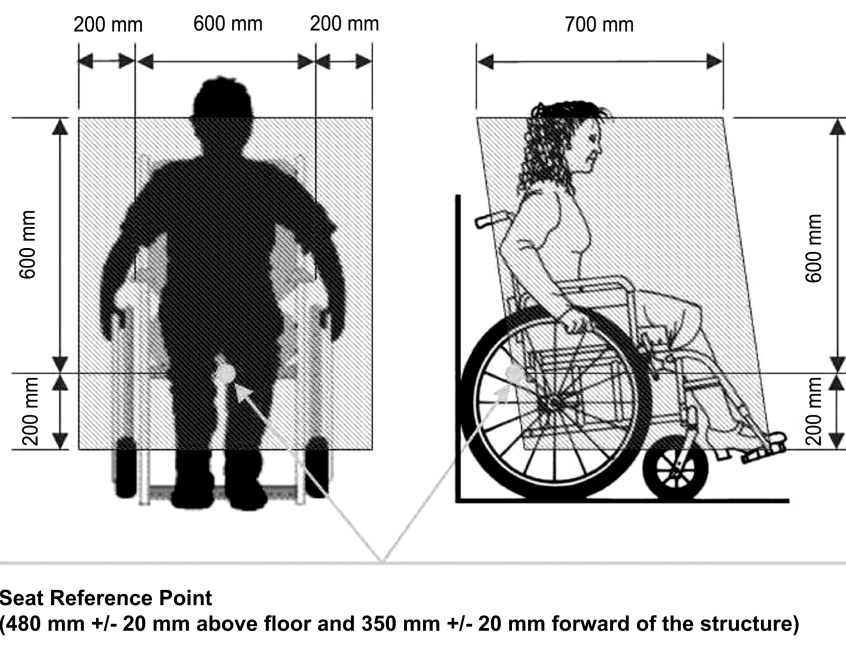 200 mm 600 mm 200 mm 700 mm
600 mm 600 mm
200 mm 200 mm
Seat Reference Point
(480 mm +/- 20 mm above floor and 350 mm +/- 20 mm forward of the structure)